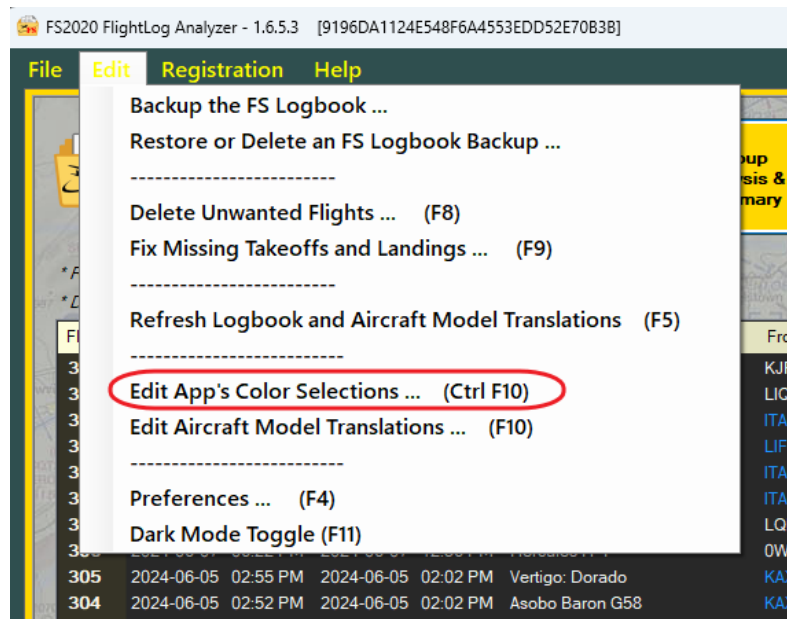 FS2020 FlightLog Analyzer - 1.6.5.3 [9196DA1124E548F6A4553EDD52E70B3B]
File Edit Registration Help
Backup the FS Logbook ...
Restore or Delete an FS Logbook Backup ...
-------------------------
Delete Unwanted Flights ... (F8)
Fix Missing Takeoffs and Landings ... (F9)
-------------------------
Refresh Logbook and Aircraft Model Translations (F5)
--------------------------
Edit App's Color Selections ... (Ctrl F10)
Edit Aircraft Model Translations ... (F10)
--------------------------
Preferences ... (F4)
Dark Mode Toggle (F11)
305 2024-06-05 02:55 PM 2024-06-05 02:02 PM Vertigo: Dorado
304 2024-06-05 02:52 PM 2024-06-05 02:02 PM Asobo Baron G58